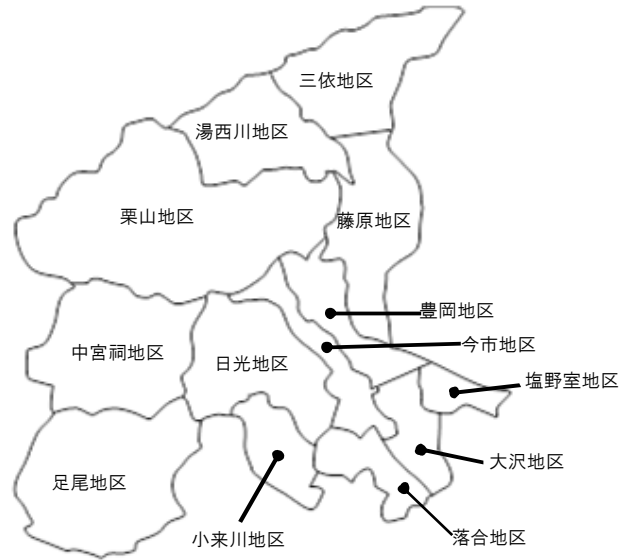 三依地区
湯西川地区
栗山地区
藤原地区
豊岡地区
今市地区
中宮祠地区
日光地区
塩野室地区
大沢地区
足尾地区
小来川地区
落合地区